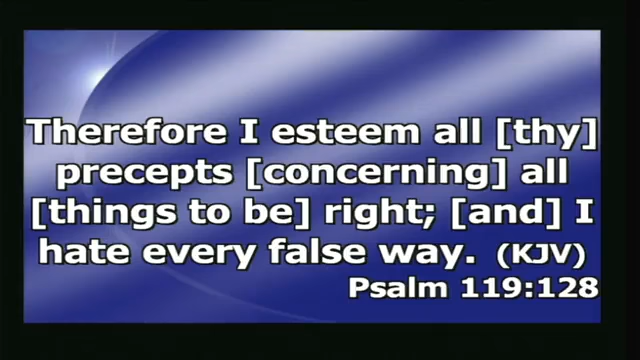 Therefore I esteem all [thy]
precepts [concerning] all
[things to be] right; [and] I
hate every false way. (KJV)
Psalm 119:128